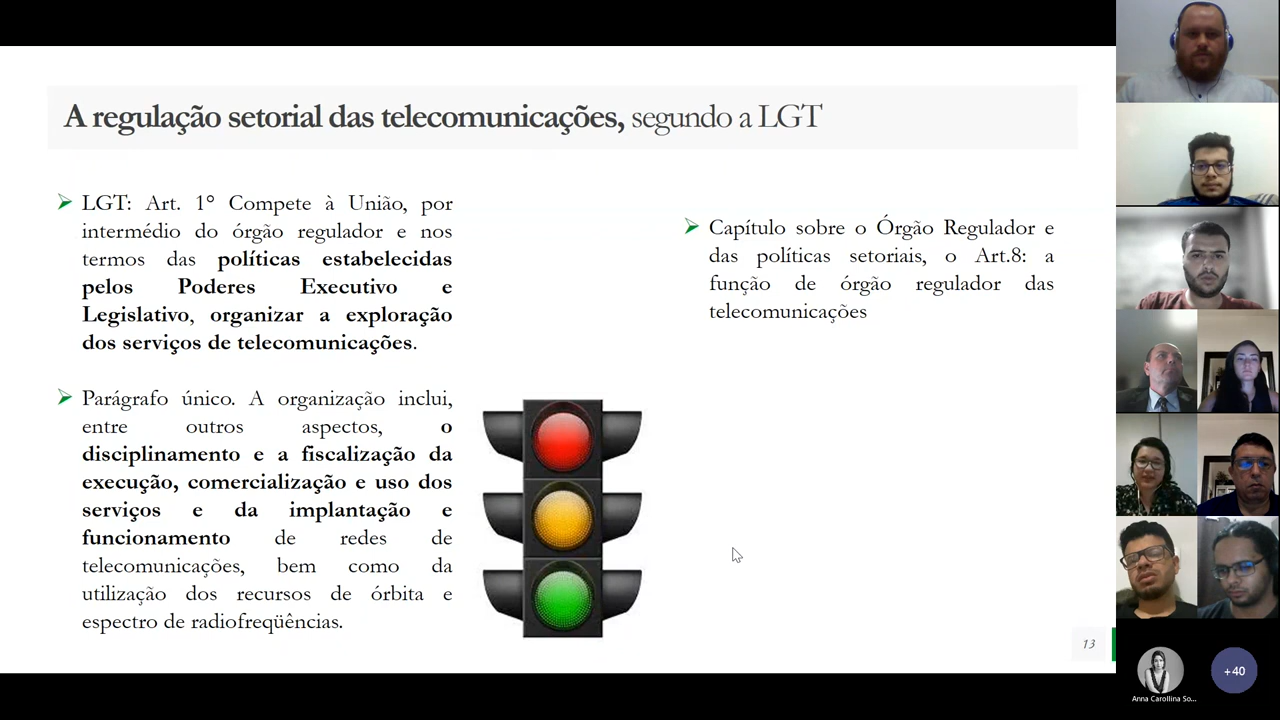 A regulação setorial das telecomunicações, segundo a LGT
LGT: Art. 1° Compete à União, por
intermédio do órgão regulador e nos
termos das políticas estabelecidas
pelos Poderes Executivo e
Legislativo, organizar a exploração
dos serviços de telecomunicações.
Parágrafo único. A organização inclui,
entre outros aspectos, o
disciplinamento e a fiscalização da
execução, comercialização e uso dos
serviços e da implantação e
funcionamento de redes de
telecomunicações, bem como da
utilização dos recursos de órbita e
espectro de radiofreqüências.
Capítulo sobre o Órgão Regulador e
das políticas setoriais, o Art.8: a
função de órgão regulador das
telecomunicações
13
Anna Carollina So...
+40